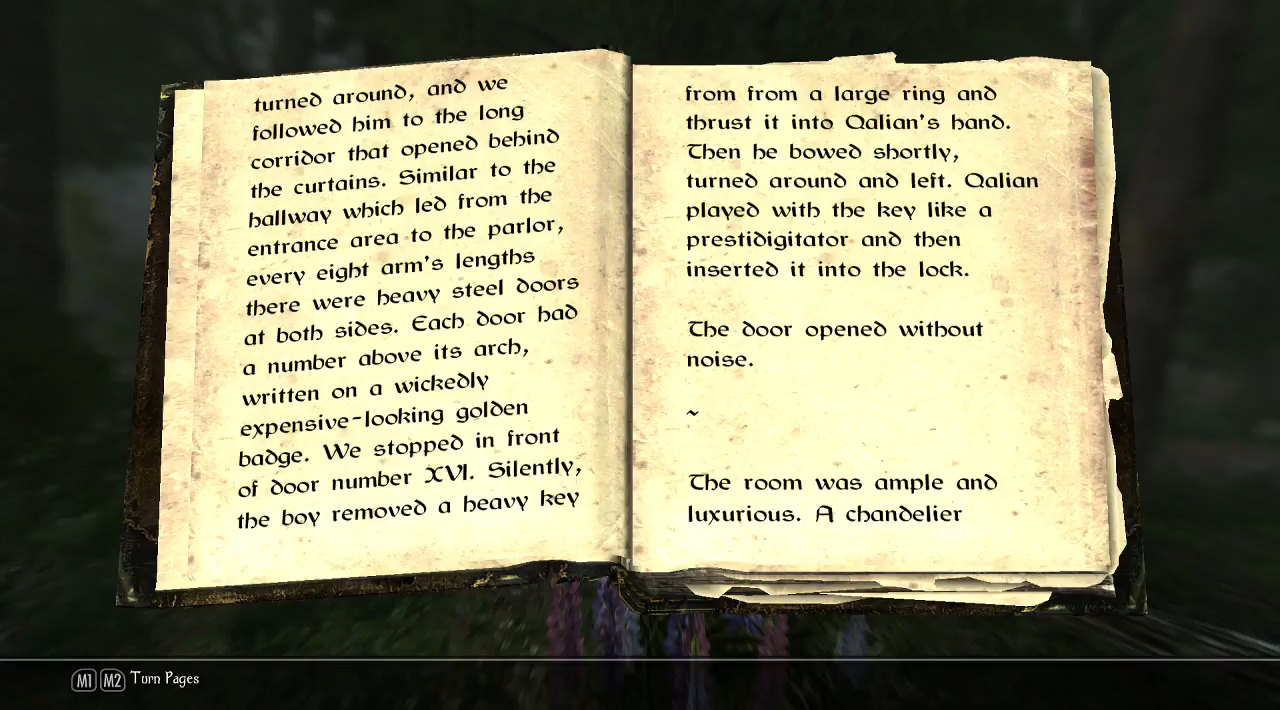 turned around, and we
followed him to the long
corridor that opened behind
the curtains. Similar to the
hallway which led from the
entrance area to the parlor,
every eight arm's lengths
there were heavy steel doors
at both sides. Each door had
a number above its arch,
written on a wickedly
expensive-looking golden
badge. We stopped in front
of door number XVI. Silently,
the boy removed a heavy key
from from a large ring and
thrust it into Qalian's hand.
Then he bowed shortly,
turned around and left. Qalian
played with the key like a
prestidigitator and then
inserted it into the lock.
The door opened without
noise.
~
The room was ample and
luxurious. A chandelier
M1 M2 Turn Pages